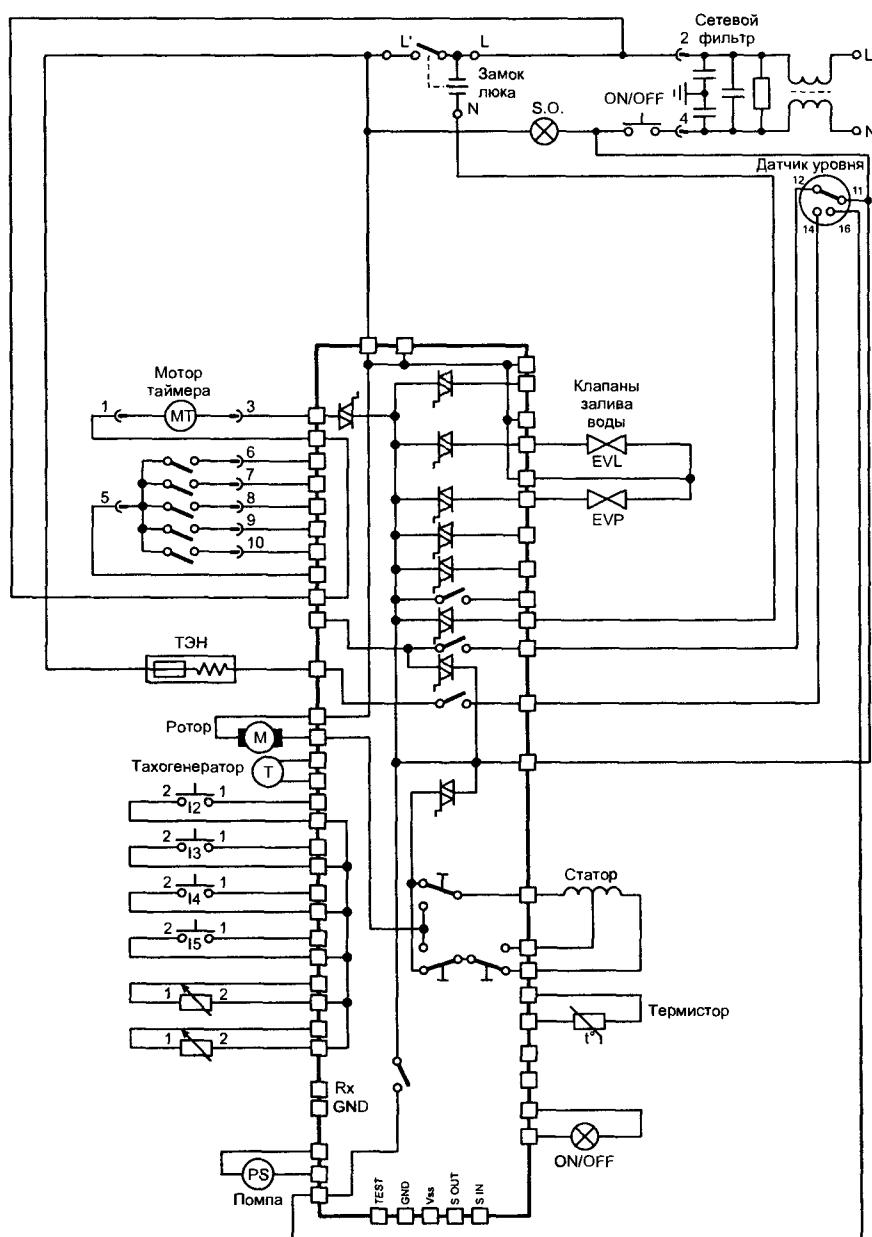 Сетевой
фильтр
L'
L
2
L
Замок
люка
N
S.O.
ON/OFF
4
N
Датчик уровня
12
11
14
16
Мотор
таймера
1
МТ
3
Клапаны
залива
воды
EVL
EVP
5
6
7
8
9
10
ТЭН
Ротор
М
Тахогенератор
Т
2
1
I2
2
1
I3
2
1
I4
2
1
I5
1
2
1
2
Статор
Термистор
t°
Rx
GND
ON/OFF
PS
Помпа
TEST
GND
Vss
S OUT
S IN